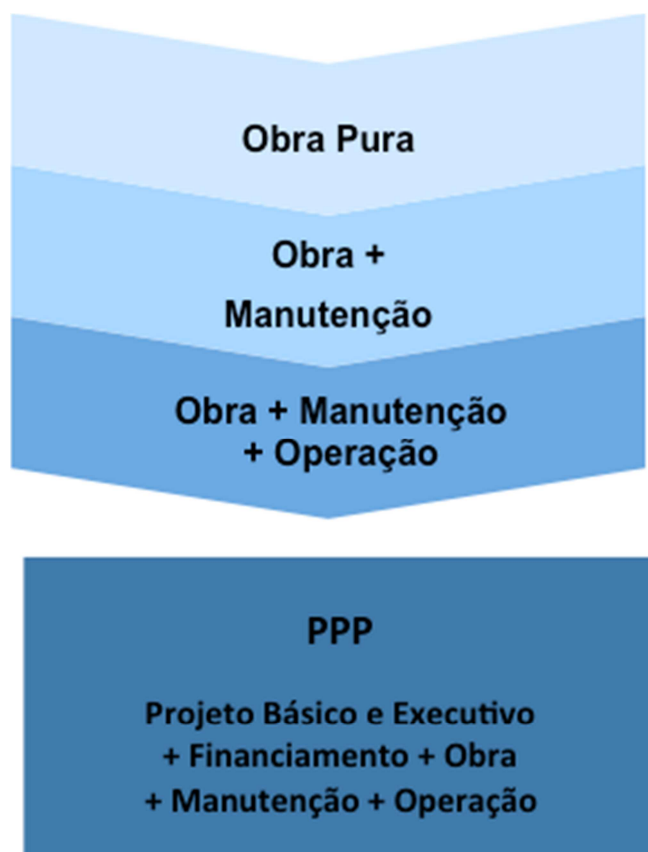 Obra Pura
Obra +
Manutenção
Obra + Manutenção
+ Operação
PPP
Projeto Básico e Executivo
+ Financiamento + Obra
+ Manutenção + Operação